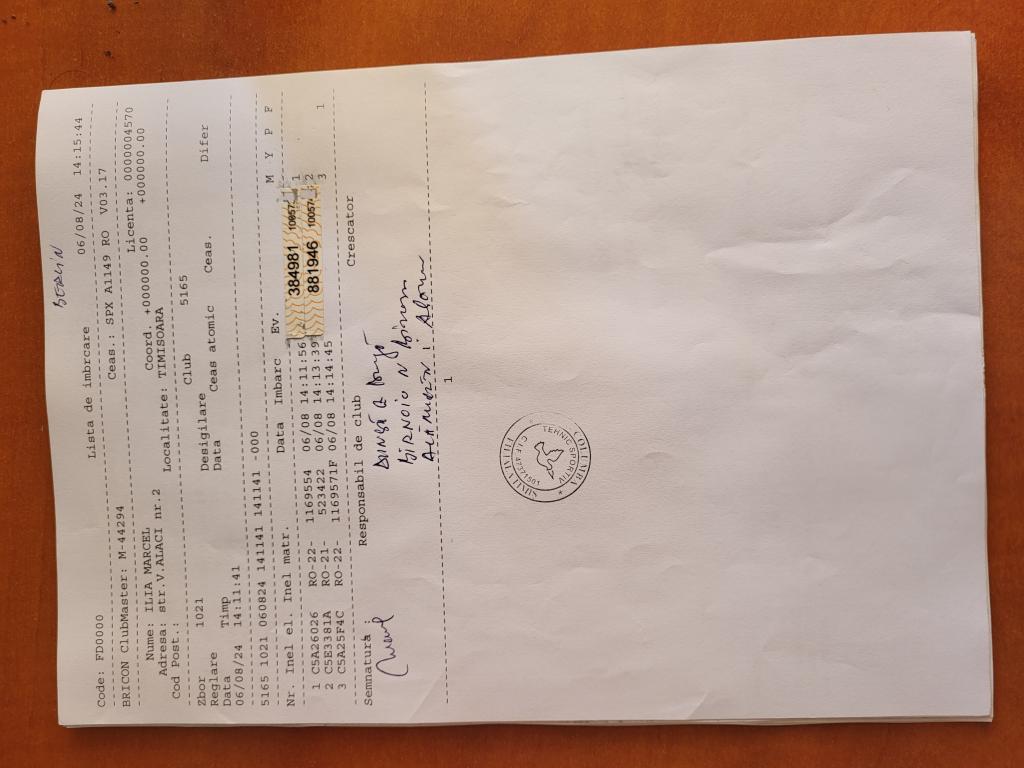 BERLIN
Lista de imbrcare 06/08/24 14:15:44
Code: FD0000 Ceas.: SPX A1149 RO V03.17
BRICON ClubMaster: M-44294 Licenta: 0000004570
Nume: ILIA MARCEL Coord. +000000.00 +000000.00
Adresa: str.V.ALACI nr.2 Localitate: TIMISOARA
Cod Post.:
Zbor 1021 Club 5165
Reglare Desigilare
Data Timp Data Ceas atomic Ceas. Difer
06/08/24 14:11:41
5165 1021 060824 141141 141141 -000
M Y P F
Nr. Inel el. Inel matr. Data Imbarc Ev.
1 C5A26026 RO-22- 1169554 06/08 14:11:56 384981 1
2 C5E3381A RO-21- 523422 06/08 14:13:39 881946 2
3 C5A25F4C RO-22- 1169571F 06/08 14:14:45 3 1
Semnatura : Responsabil de club Crescator
1
COLUMBA
FILIALA
TEHNIC SPORTIV